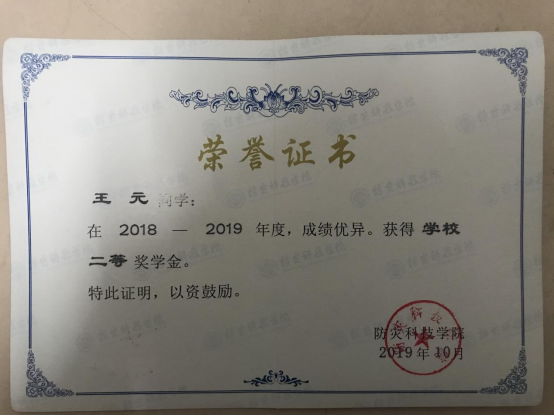 荣誉证书
王 元 同学：
在 2018 — 2019 年度，成绩优异。获得 学校
二等 奖学金。
特此证明，以资鼓励。
防灾科技学院
2019 年 10 月